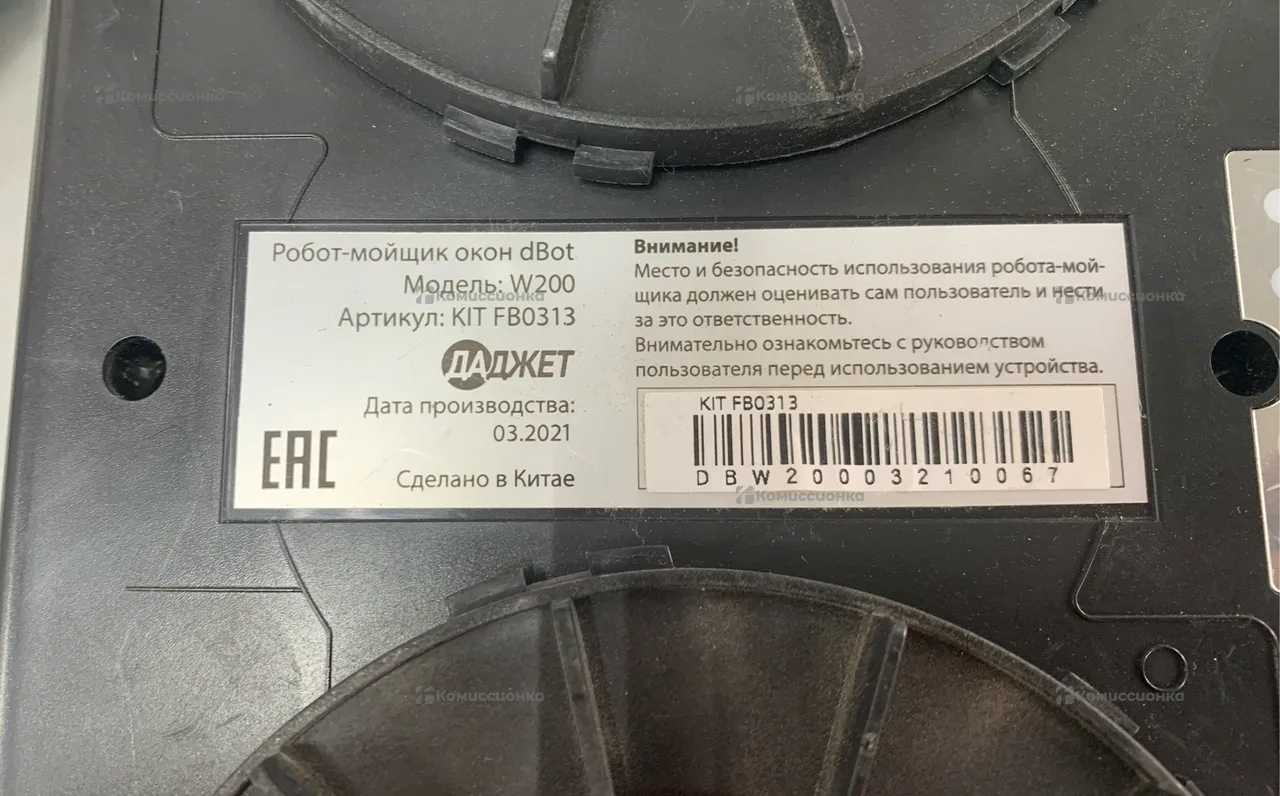 Робот-мойщик окон dBot
Модель: W200
Артикул: KIT FB0313
ДАДЖЕТ
Дата производства:
03.2021
EAC
Сделано в Китае
Внимание!
Место и безопасность использования робота-мой-
щика должен оценивать сам пользователь и нести
за это ответственность.
Внимательно ознакомьтесь с руководством
пользователя перед использованием устройства.
KIT FB0313
DBW20003210067
Комиссионка
Комиссионка
Комиссионка
Комиссионка
Комиссионка
Комиссионка
Комиссионка